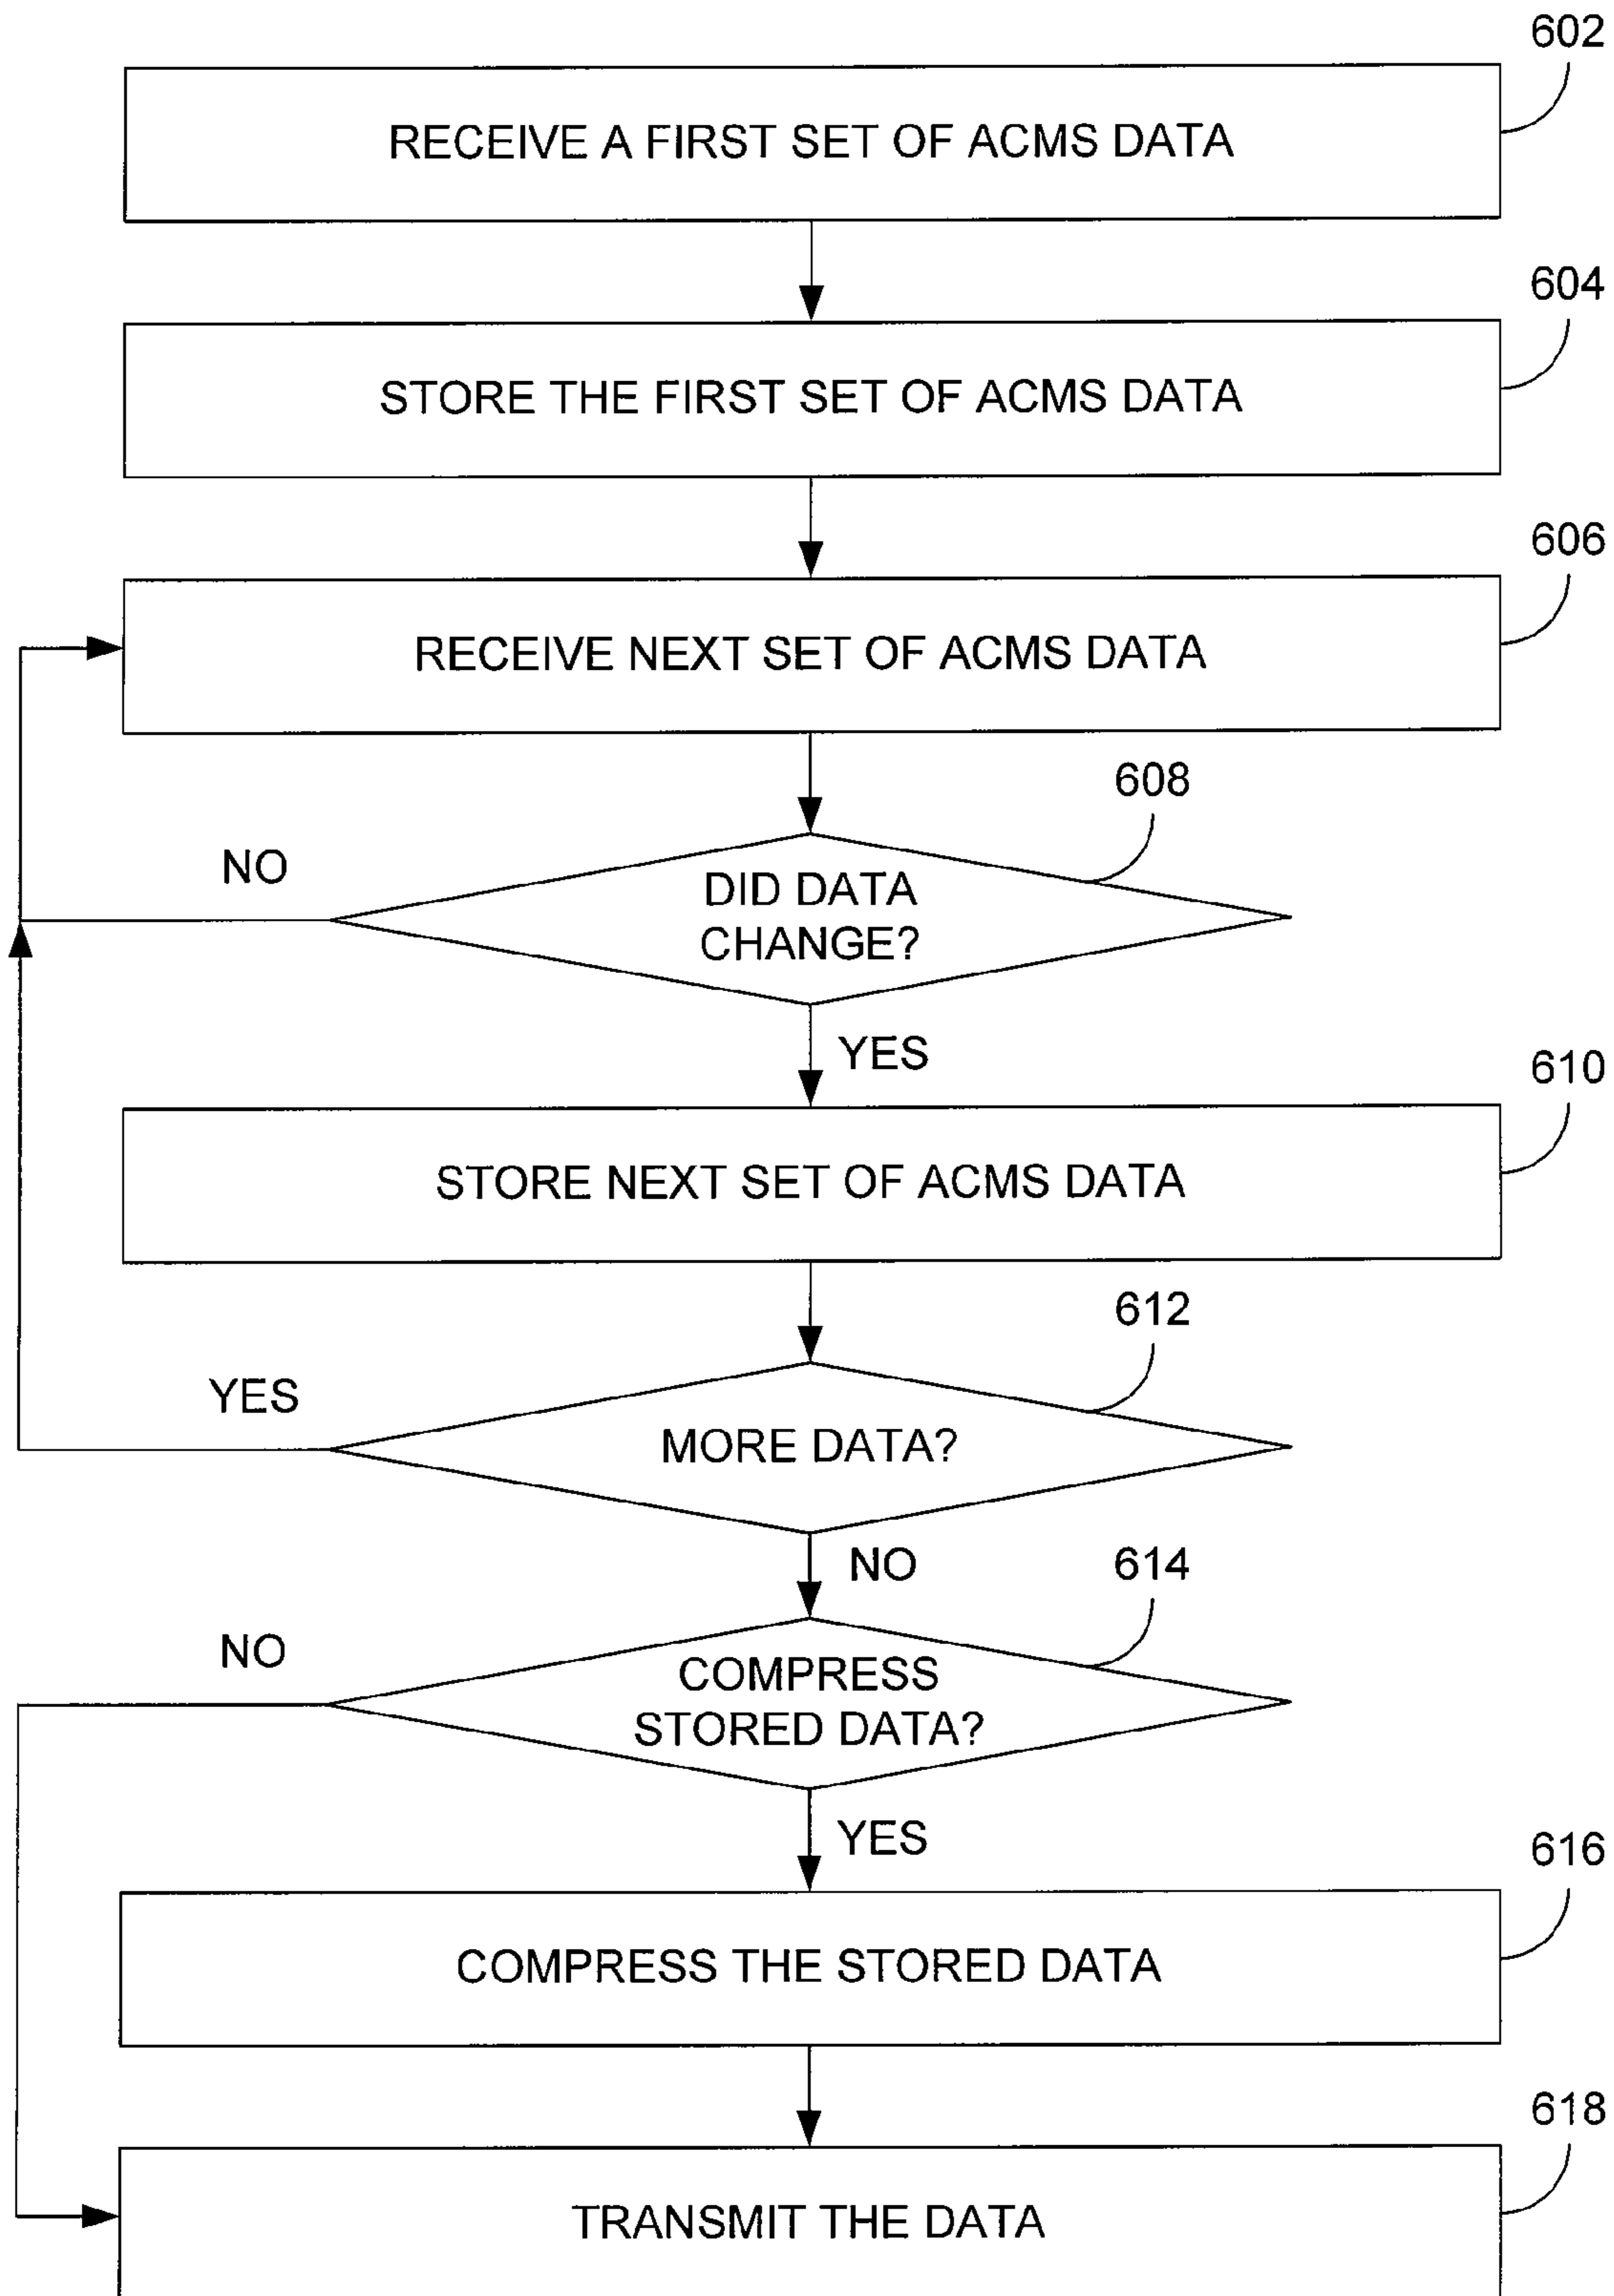 602
RECEIVE A FIRST SET OF ACMS DATA
604
STORE THE FIRST SET OF ACMS DATA
606
RECEIVE NEXT SET OF ACMS DATA
608
NO
DID DATA
CHANGE?
YES
610
STORE NEXT SET OF ACMS DATA
612
YES
MORE DATA?
NO
614
NO
COMPRESS
STORED DATA?
YES
616
COMPRESS THE STORED DATA
618
TRANSMIT THE DATA